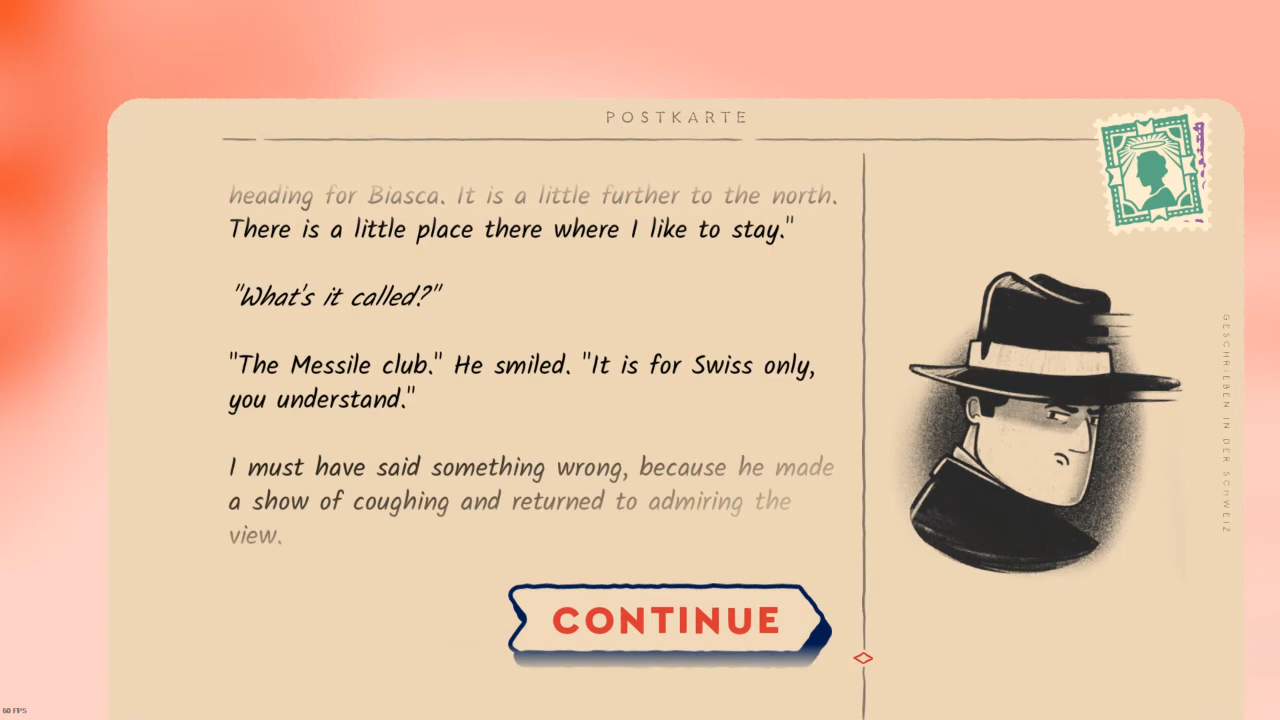 POSTKARTE
heading for Biasca. It is a little further to the north.
There is a little place there where I like to stay."
"What's it called?"
"The Messile club." He smiled. "It is for Swiss only,
you understand."
I must have said something wrong, because he made
a show of coughing and returned to admiring the
view.
CONTINUE
GESCHRIEBEN IN DER SCHWEIZ
60 FPS